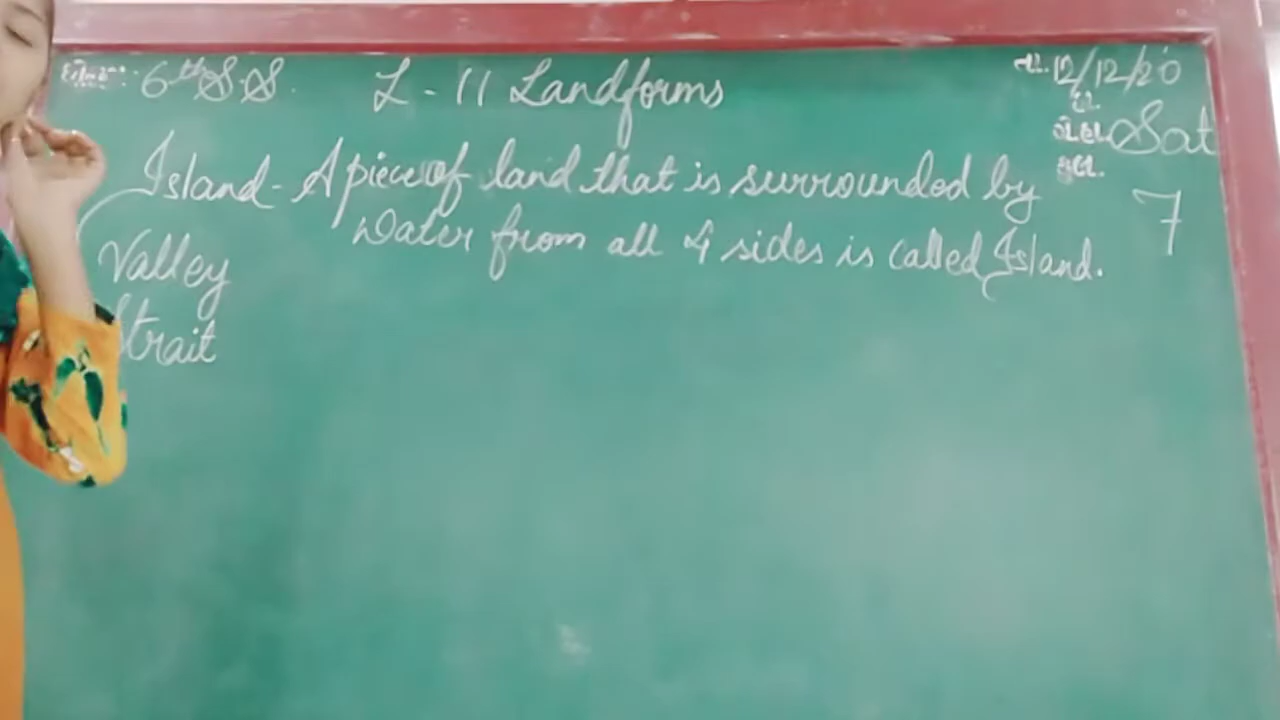 6th S.S. L-11 Landforms તા. 12/12/20
Sat
Island - A piece of land that is surrounded by
7
Water from all 4 sides is called Island.
Valley
Strait